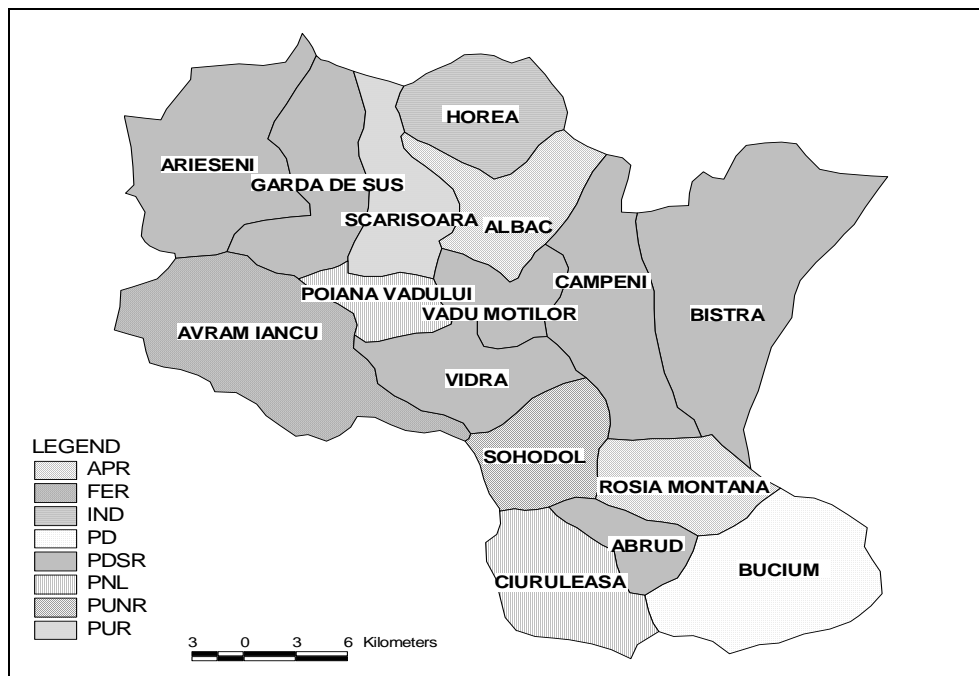 HOREA
ARIESENI
GARDA DE SUS
SCARISOARA
ALBAC
CAMPENI
POIANA VADULUI
VADU MOTILOR
BISTRA
AVRAM IANCU
VIDRA
SOHODOL
ROSIA MONTANA
ABRUD
BUCIUM
CIURULEASA
LEGEND
APR
FER
IND
PD
PDSR
PNL
PUNR
PUR
3 0 3 6 Kilometers